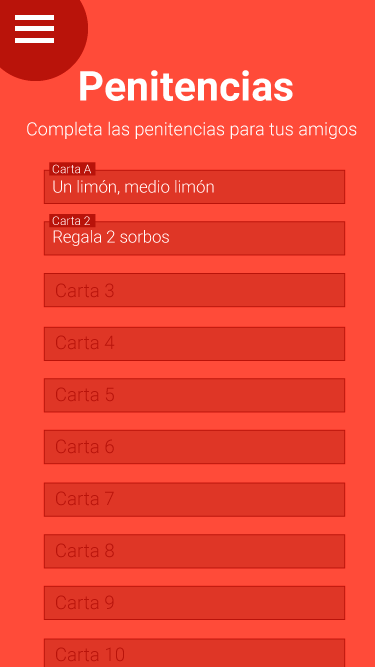 Penitencias
Completa las penitencias para tus amigos
Carta A
Un limón, medio limón
Carta 2
Regala 2 sorbos
Carta 3
Carta 4
Carta 5
Carta 6
Carta 7
Carta 8
Carta 9
Carta 10